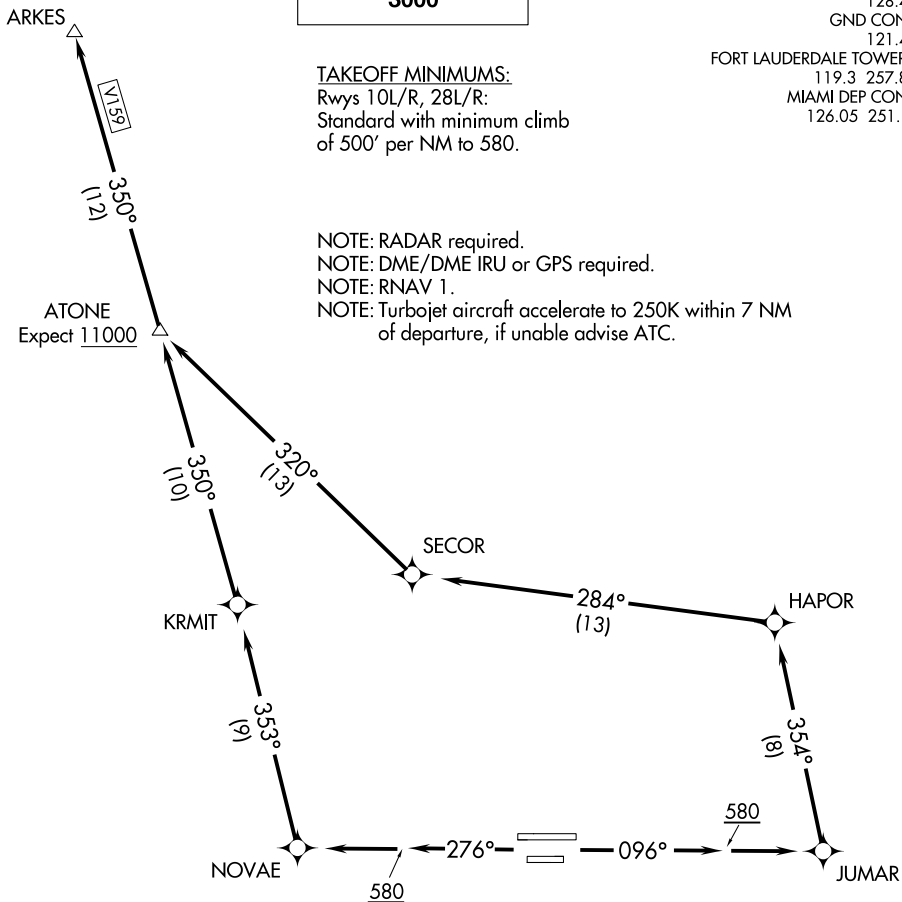 ARKES
3000
128.4
GND CON
121.4
FORT LAUDERDALE TOWER
119.3 257.8
MIAMI DEP CON
126.05 251.
TAKEOFF MINIMUMS:
Rwys 10L/R, 28L/R:
Standard with minimum climb
of 500' per NM to 580.
V159
350°
(12)
NOTE: RADAR required.
NOTE: DME/DME IRU or GPS required.
NOTE: RNAV 1.
NOTE: Turbojet aircraft accelerate to 250K within 7 NM
of departure, if unable advise ATC.
ATONE
Expect 11000
320°
(13)
350°
(10)
SECOR
284°
(13)
HAPOR
KRMIT
353°
(9)
354°
(8)
580
NOVAE
276°
096°
JUMAR
580